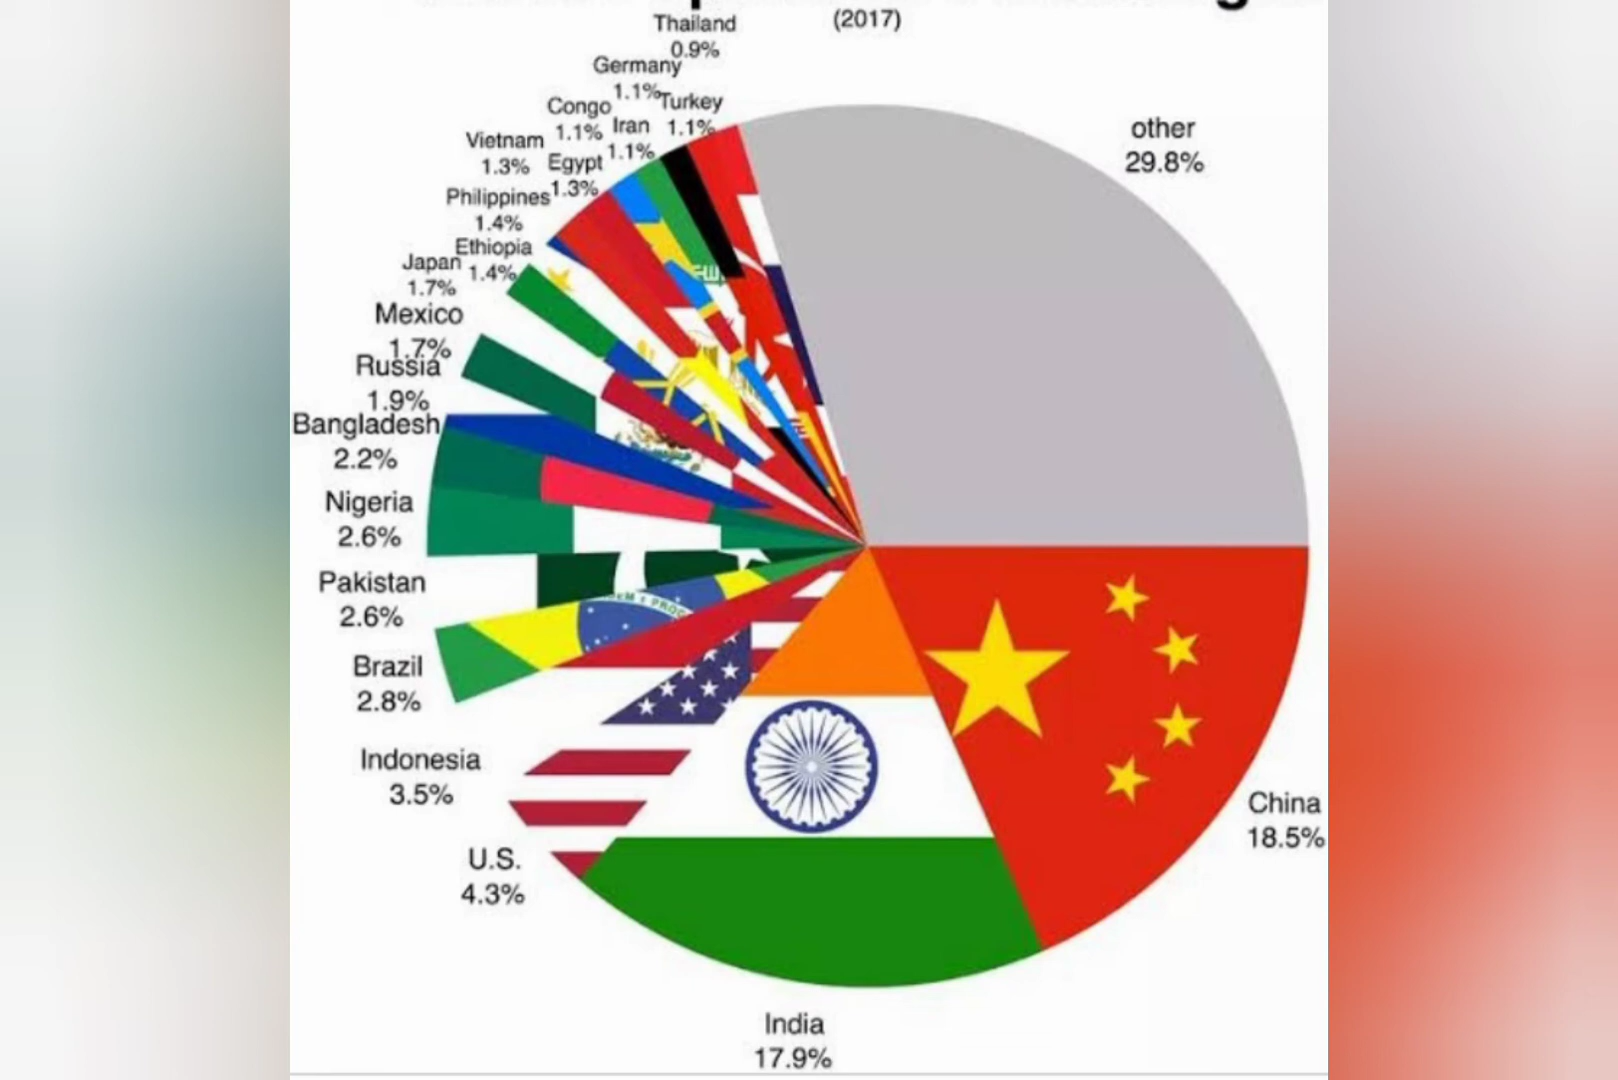 (2017)
Thailand
0.9%
Germany
1.1%
Turkey
1.1%
Congo
1.1%
Iran
1.1%
Vietnam
1.3%
Egypt
1.3%
Philippines
1.4%
Ethiopia
1.4%
Japan
1.7%
Mexico
1.7%
Russia
1.9%
Bangladesh
2.2%
Nigeria
2.6%
Pakistan
2.6%
Brazil
2.8%
Indonesia
3.5%
U.S.
4.3%
India
17.9%
China
18.5%
other
29.8%